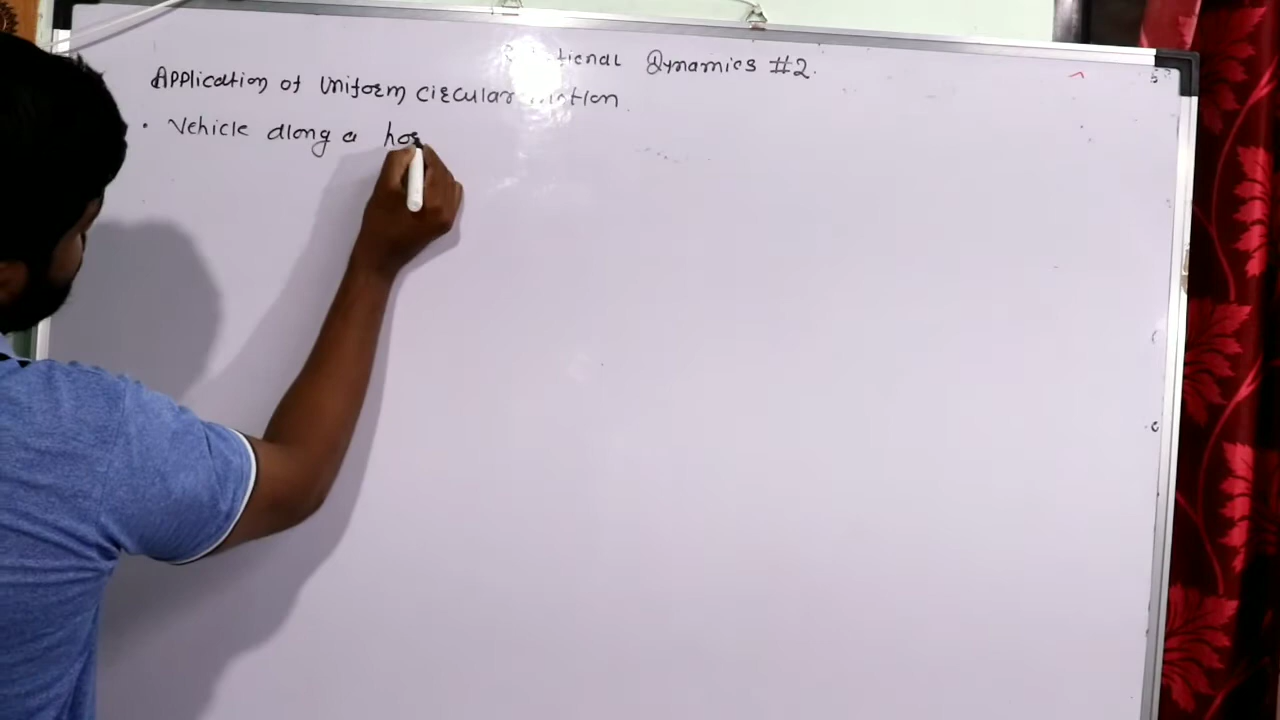 Dynamics #2.
Application of Uniform circular
• Vehicle along a